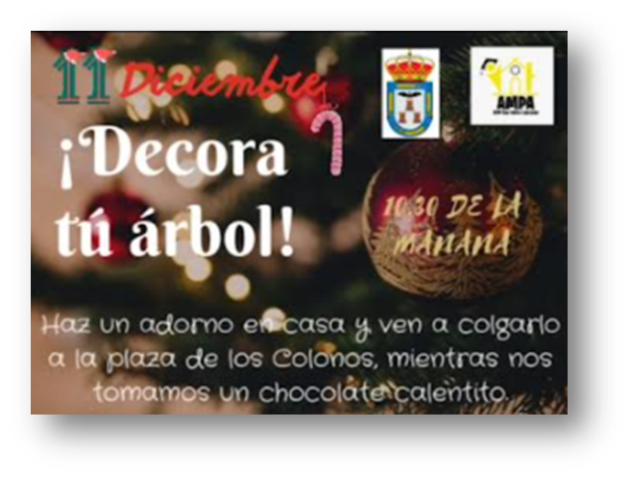 11 Diciembre
¡Decora
tú árbol!
AMPA
10:30 DE LA
MAÑANA
Haz un adorno en casa y ven a colgarlo
a la plaza de los Colonos, mientras nos
tomamos un chocolate calentito.